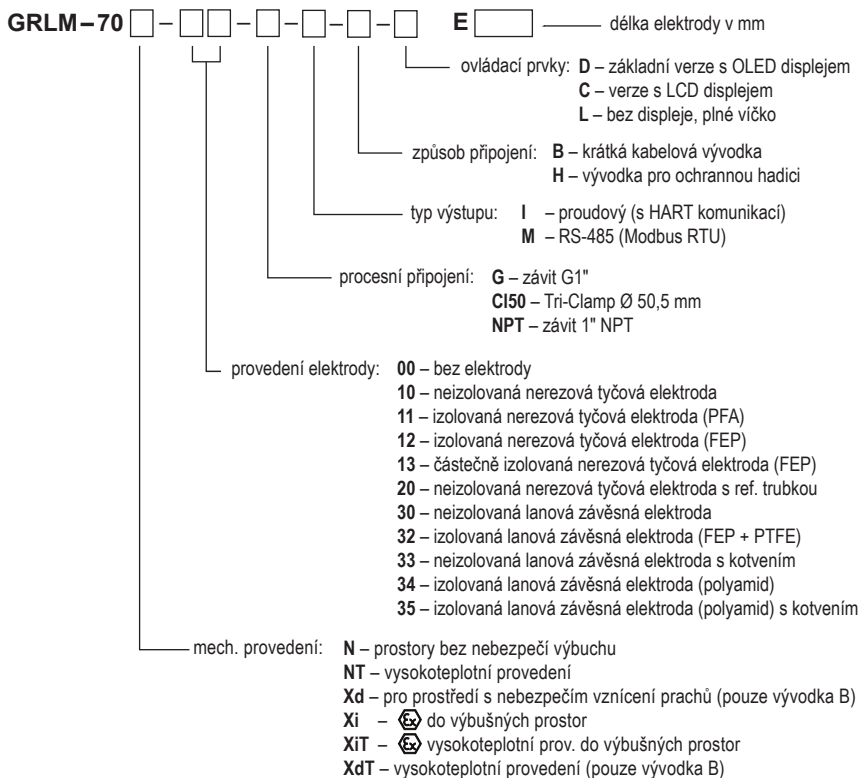 GRLM–70 – – – – – E délka elektrody v mm
ovládací prvky: D – základní verze s OLED displejem
C – verze s LCD displejem
L – bez displeje, plné víčko
způsob připojení: B – krátká kabelová vývodka
H – vývodka pro ochrannou hadici
typ výstupu: I – proudový (s HART komunikací)
M – RS-485 (Modbus RTU)
procesní připojení: G – závit G1"
Cl50 – Tri-Clamp Ø 50,5 mm
NPT – závit 1" NPT
provedení elektrody: 00 – bez elektrody
10 – neizolovaná nerezová tyčová elektroda
11 – izolovaná nerezová tyčová elektroda (PFA)
12 – izolovaná nerezová tyčová elektroda (FEP)
13 – částečně izolovaná nerezová tyčová elektroda (FEP)
20 – neizolovaná nerezová tyčová elektroda s ref. trubkou
30 – neizolovaná lanová závěsná elektroda
32 – izolovaná lanová závěsná elektroda (FEP + PTFE)
33 – neizolovaná lanová závěsná elektroda s kotvením
34 – izolovaná lanová závěsná elektroda (polyamid)
35 – izolovaná lanová závěsná elektroda (polyamid) s kotvením
mech. provedení: N – prostory bez nebezpečí výbuchu
NT – vysokoteplotní provedení
Xd – pro prostředí s nebezpečím vznícení prachů (pouze vývodka B)
Xi – Ex do výbušných prostor
XiT – Ex vysokoteplotní prov. do výbušných prostor
XdT – vysokoteplotní provedení (pouze vývodka B)